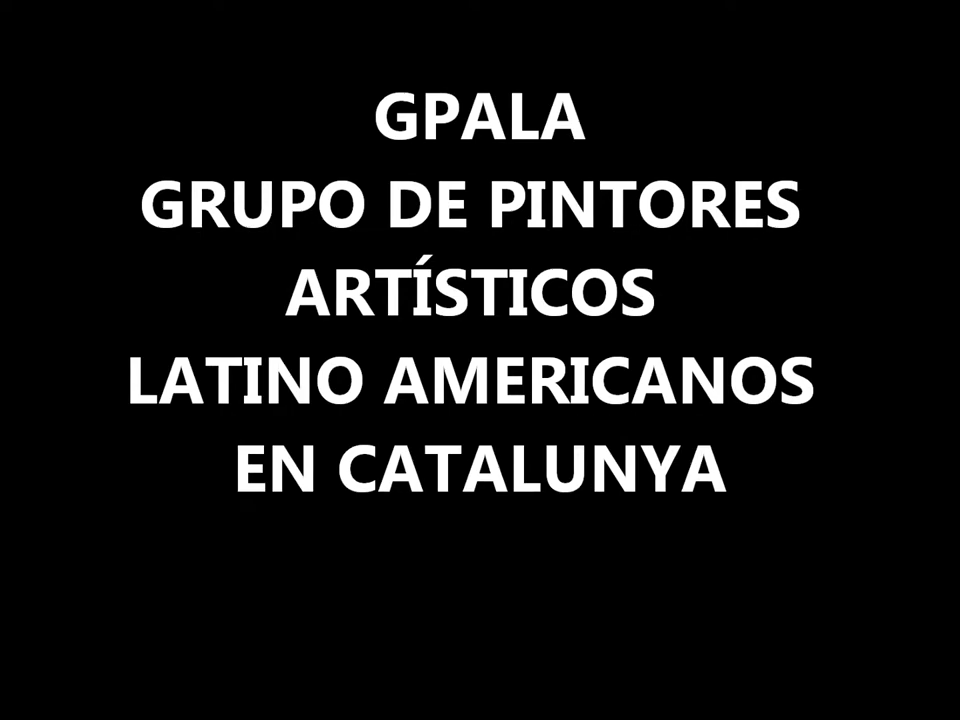 GPALA
GRUPO DE PINTORES
ARTÍSTICOS
LATINO AMERICANOS
EN CATALUNYA